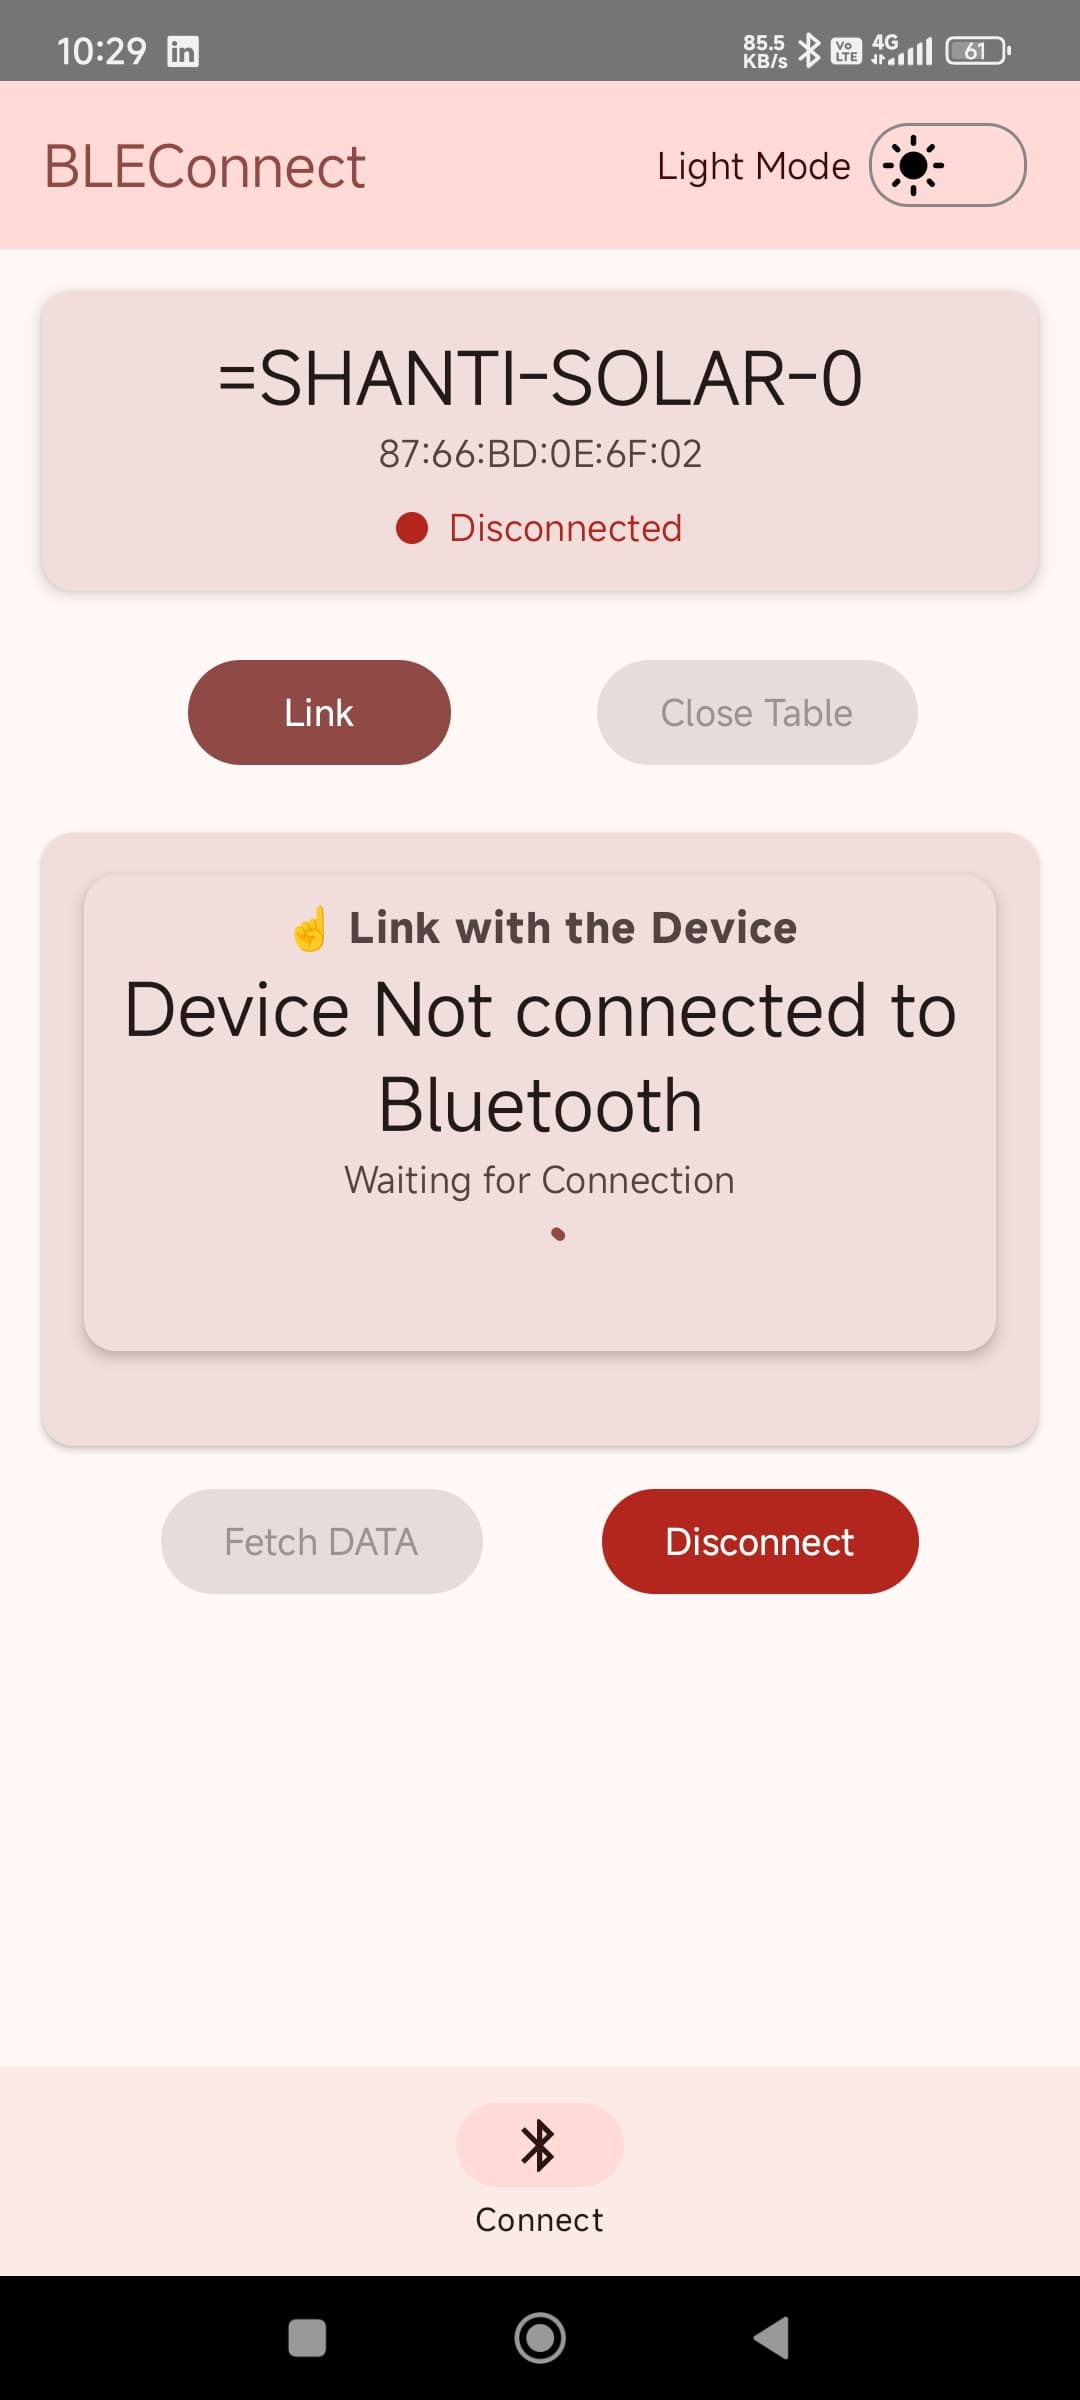 10:29 in 85.5 KB/s Vo LTE 4G 61
BLEConnect
Light Mode
=SHANTI-SOLAR-0
87:66:BD:0E:6F:02
Disconnected
Link
Close Table
☝ Link with the Device
Device Not connected to
Bluetooth
Waiting for Connection
Fetch DATA
Disconnect
Connect